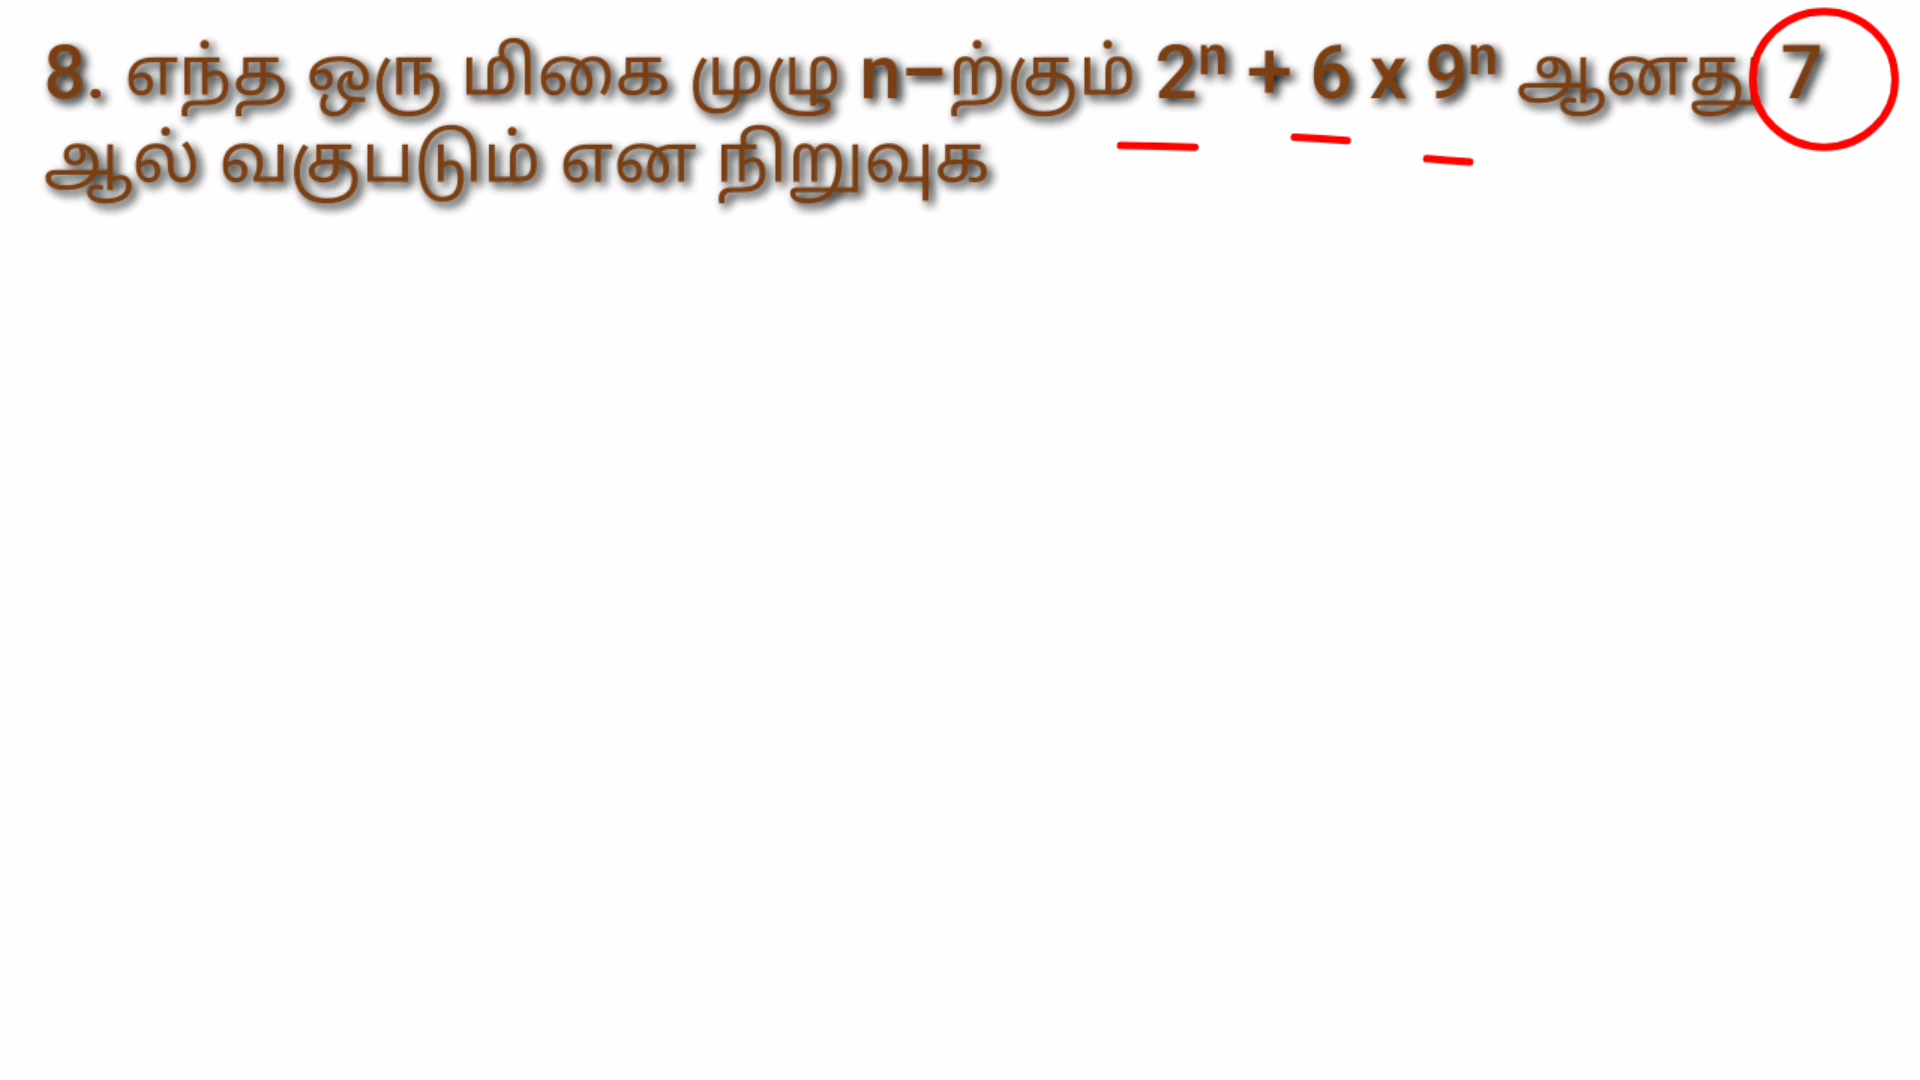 8. எந்த ஒரு மிகை முழு n–ற்கும் 2ⁿ + 6 x 9ⁿ ஆனது 7
ஆல் வகுபடும் என நிறுவுக